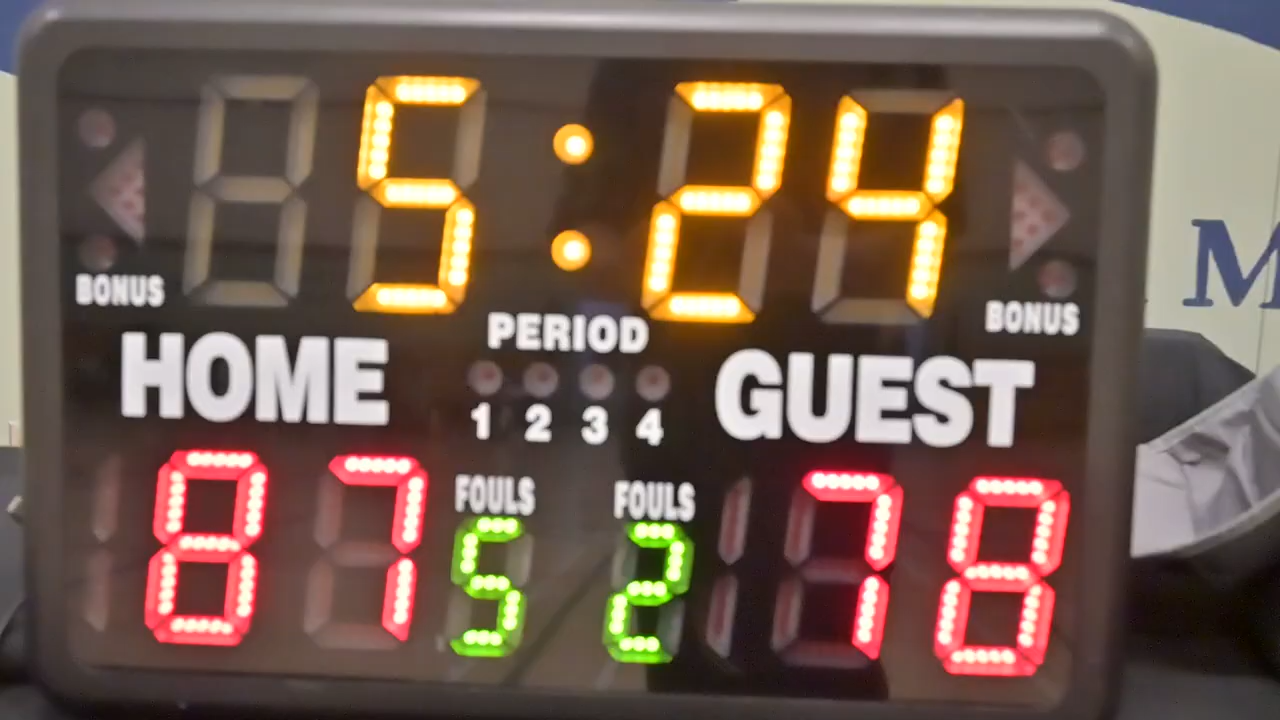 5:24
BONUS BONUS
PERIOD
HOME GUEST
1 2 3 4
FOULS FOULS
87 5 2 78
M